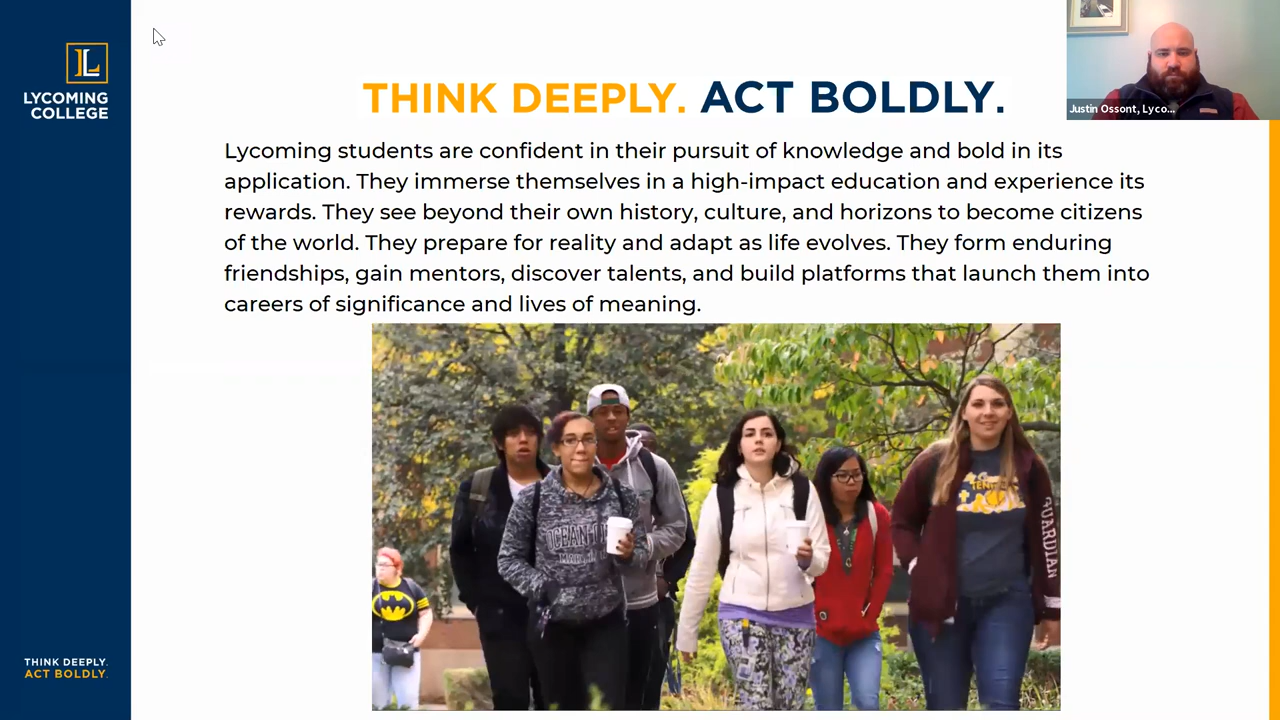 L
LYCOMING
COLLEGE
THINK DEEPLY. ACT BOLDLY.
Justin Ossont, Lyco...
Lycoming students are confident in their pursuit of knowledge and bold in its
application. They immerse themselves in a high-impact education and experience its
rewards. They see beyond their own history, culture, and horizons to become citizens
of the world. They prepare for reality and adapt as life evolves. They form enduring
friendships, gain mentors, discover talents, and build platforms that launch them into
careers of significance and lives of meaning.
GUARDIAN
THINK DEEPLY.
ACT BOLDLY.